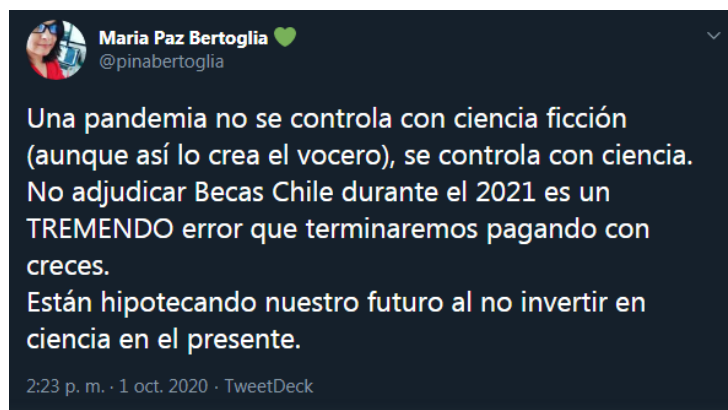 Maria Paz Bertoglia 💚
@pinabertoglia
Una pandemia no se controla con ciencia ficción
(aunque así lo crea el vocero), se controla con ciencia.
No adjudicar Becas Chile durante el 2021 es un
TREMENDO error que terminaremos pagando con
creces.
Están hipotecando nuestro futuro al no invertir en
ciencia en el presente.
2:23 p. m. · 1 oct. 2020 · TweetDeck